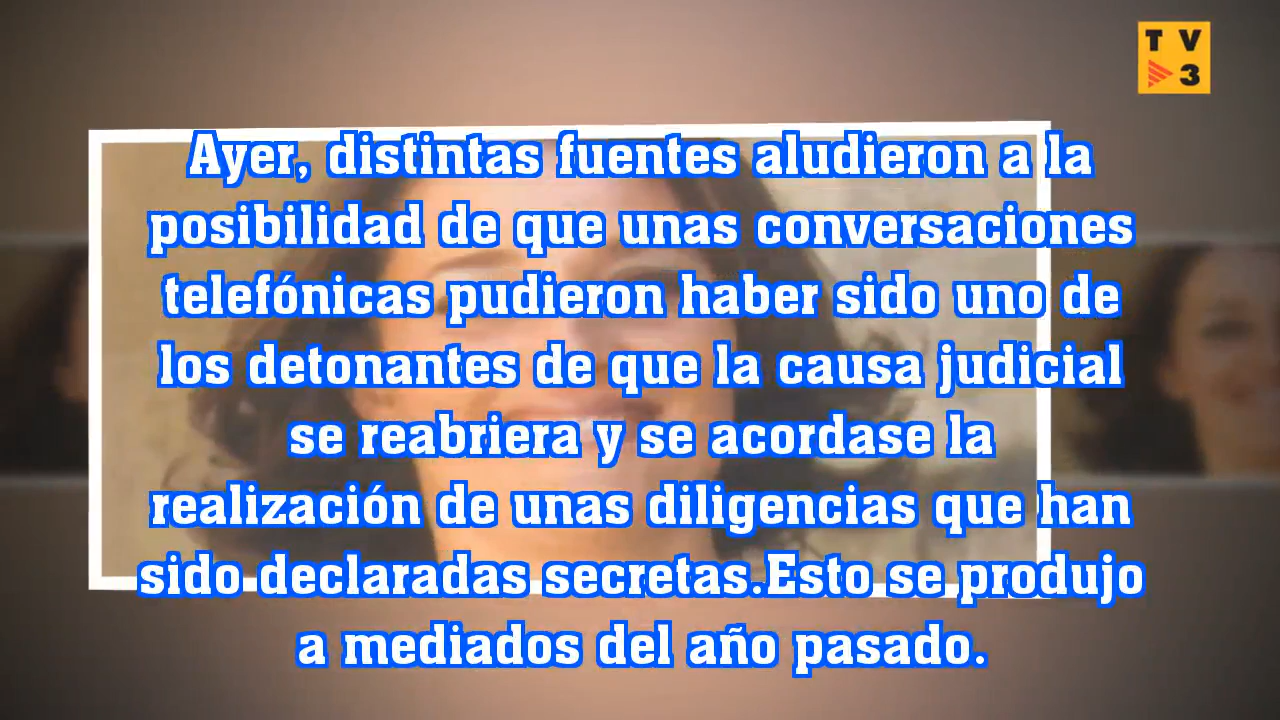 TV
3
Ayer, distintas fuentes aludieron a la
posibilidad de que unas conversaciones
telefónicas pudieron haber sido uno de
los detonantes de que la causa judicial
se reabriera y se acordase la
realización de unas diligencias que han
sido declaradas secretas.Esto se produjo
a mediados del año pasado.